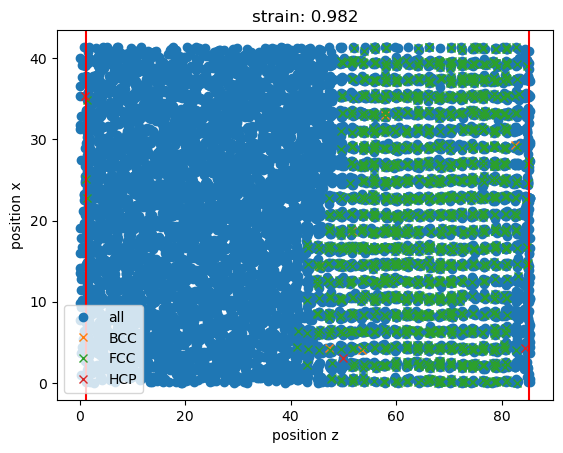 strain: 0.982
position x
40
30
20
10
0
all
BCC
FCC
HCP
0 20 40 60 80
position z